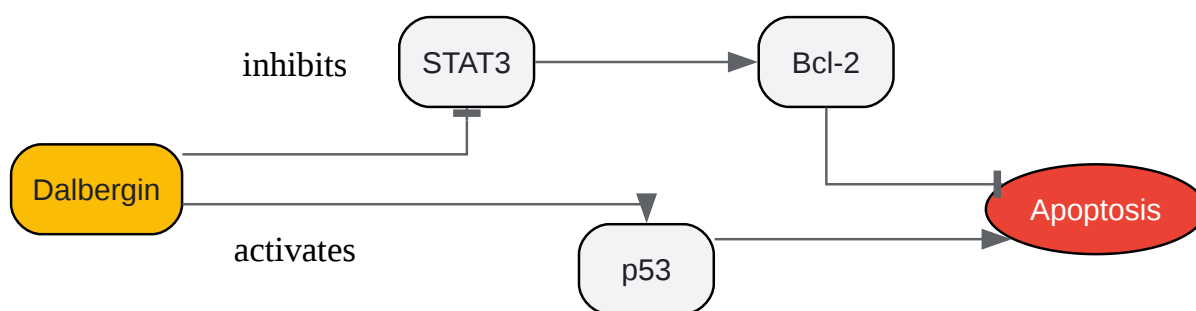 inhibits
STAT3
Bcl-2
Dalbergin
Apoptosis
activates
p53